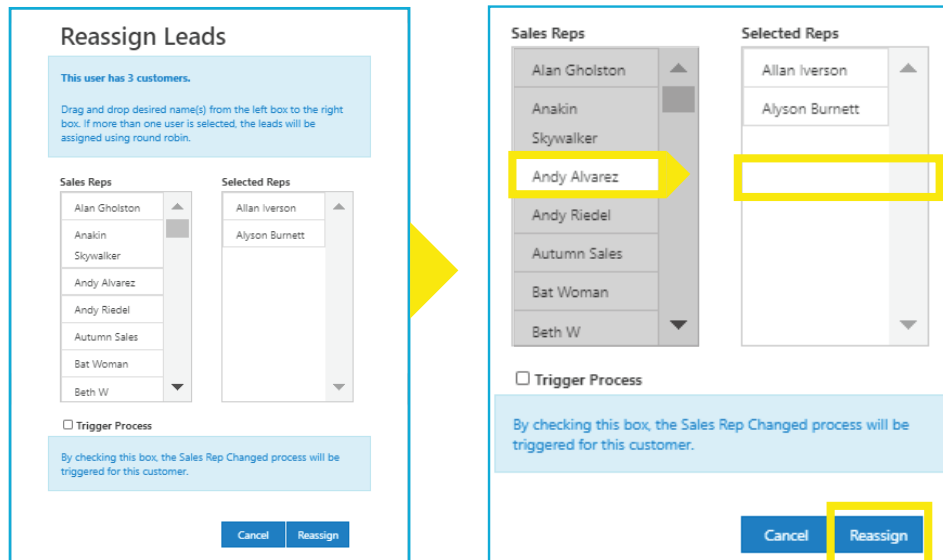 Reassign Leads
This user has 3 customers.
Drag and drop desired name(s) from the left box to the right
box. If more than one user is selected, the leads will be
assigned using round robin.
Sales Reps
Alan Gholston
Anakin
Skywalker
Andy Alvarez
Andy Riedel
Autumn Sales
Bat Woman
Beth W
Selected Reps
Allan Iverson
Alyson Burnett
Trigger Process
By checking this box, the Sales Rep Changed process will be
triggered for this customer.
Cancel
Reassign
Sales Reps
Alan Gholston
Anakin
Skywalker
Andy Alvarez
Andy Riedel
Autumn Sales
Bat Woman
Beth W
Selected Reps
Allan Iverson
Alyson Burnett
Trigger Process
By checking this box, the Sales Rep Changed process will be
triggered for this customer.
Cancel
Reassign